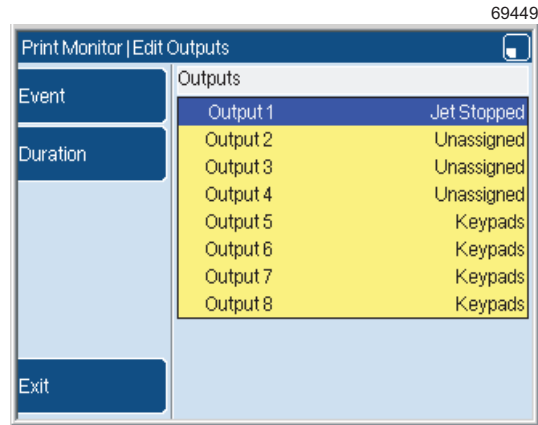 69449
Print Monitor | Edit Outputs
Event
Duration
Exit
Outputs
Output 1 Jet Stopped
Output 2 Unassigned
Output 3 Unassigned
Output 4 Unassigned
Output 5 Keypads
Output 6 Keypads
Output 7 Keypads
Output 8 Keypads